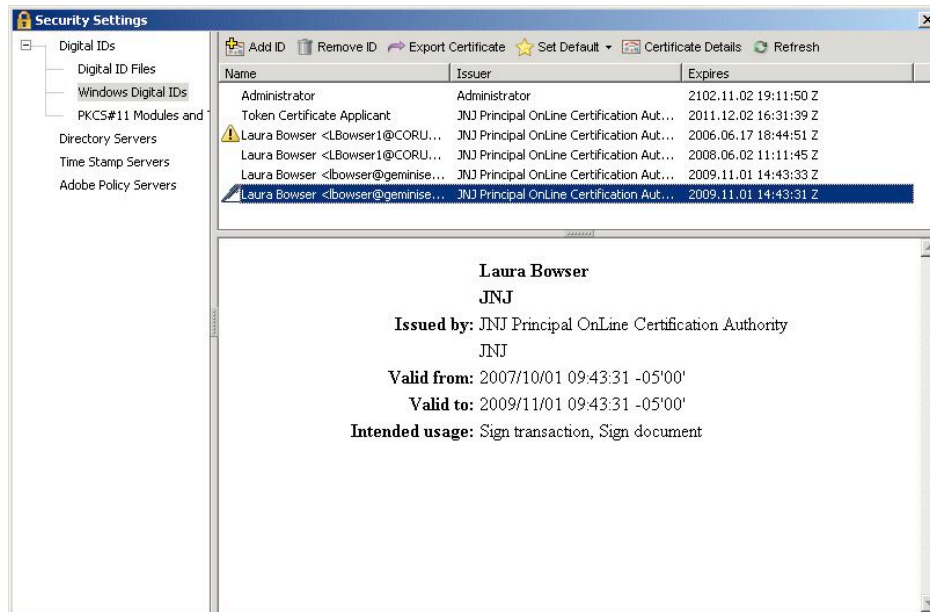 Security Settings
Digital IDs
Digital ID Files
Windows Digital IDs
PKCS#11 Modules and
Directory Servers
Time Stamp Servers
Adobe Policy Servers
Add ID Remove ID Export Certificate Set Default Certificate Details Refresh
Name Issuer Expires
Administrator Administrator 2102.11.02 19:11:50 Z
Token Certificate Applicant JNJ Principal OnLine Certification Aut... 2011.12.02 16:31:39 Z
Laura Bowser <LBowser1@CORU... JNJ Principal OnLine Certification Aut... 2006.06.17 18:44:51 Z
Laura Bowser <LBowser1@CORU... JNJ Principal OnLine Certification Aut... 2008.06.02 11:11:45 Z
Laura Bowser <lbowser@geminise... JNJ Principal OnLine Certification Aut... 2009.11.01 14:43:33 Z
Laura Bowser <lbowser@geminise... JNJ Principal OnLine Certification Aut... 2009.11.01 14:43:31 Z
Laura Bowser
JNJ
Issued by: JNJ Principal OnLine Certification Authority
JNJ
Valid from: 2007/10/01 09:43:31 -05'00'
Valid to: 2009/11/01 09:43:31 -05'00'
Intended usage: Sign transaction, Sign document